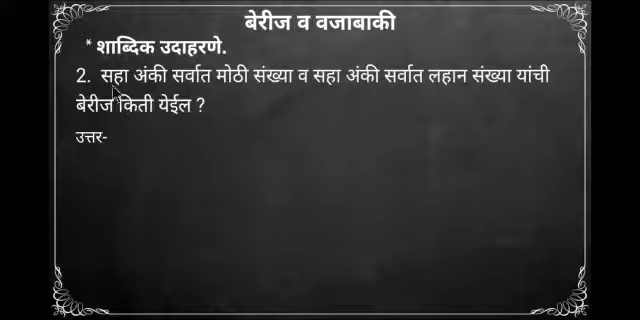 बेरीज व वजाबाकी
* शाब्दिक उदाहरणे.
2. सहा अंकी सर्वात मोठी संख्या व सहा अंकी सर्वात लहान संख्या यांची
बेरीज किती येईल ?
उत्तर-